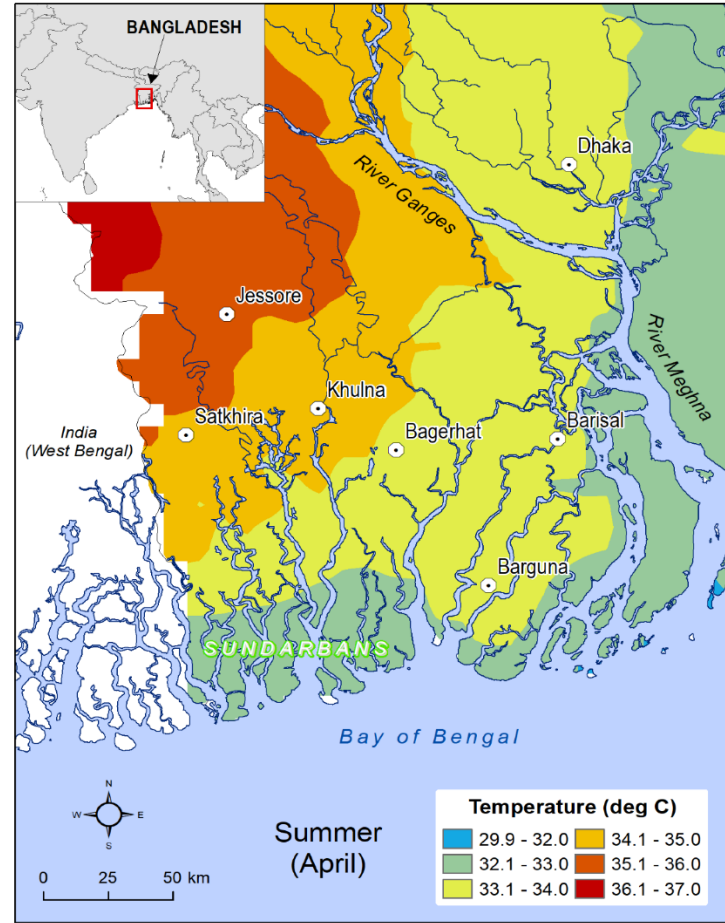 BANGLADESH
Dhaka
River Ganges
Jessore
River Meghna
Khulna
Satkhira
India
(West Bengal)
Bagerhat
Barisal
Barguna
SUNDARBANS
Bay of Bengal
N
W E
S
Summer
(April)
0 25 50 km
Temperature (deg C)
29.9 - 32.0 34.1 - 35.0
32.1 - 33.0 35.1 - 36.0
33.1 - 34.0 36.1 - 37.0